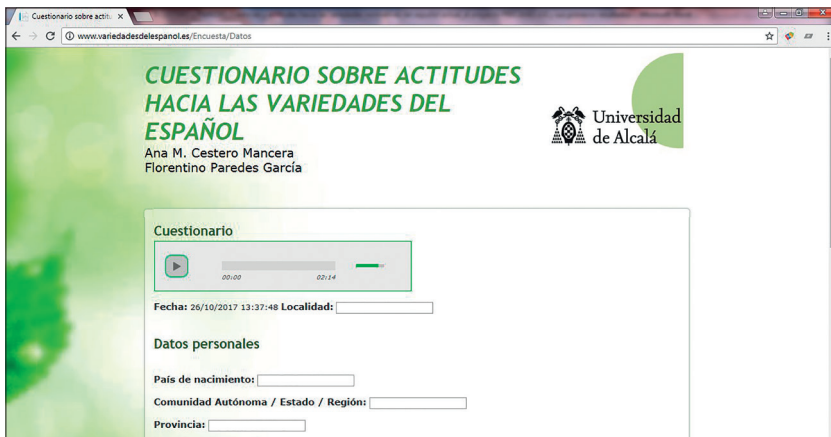 Cuestionario sobre actitu
www.variedadesdelespanol.es/Encuesta/Datos
CUESTIONARIO SOBRE ACTITUDES
HACIA LAS VARIEDADES DEL
ESPAÑOL
Ana M. Cestero Mancera
Florentino Paredes García
Universidad
de Alcalá
Cuestionario
00:00 02:14
Fecha: 26/10/2017 13:37:48 Localidad:
Datos personales
País de nacimiento:
Comunidad Autónoma / Estado / Región:
Provincia: